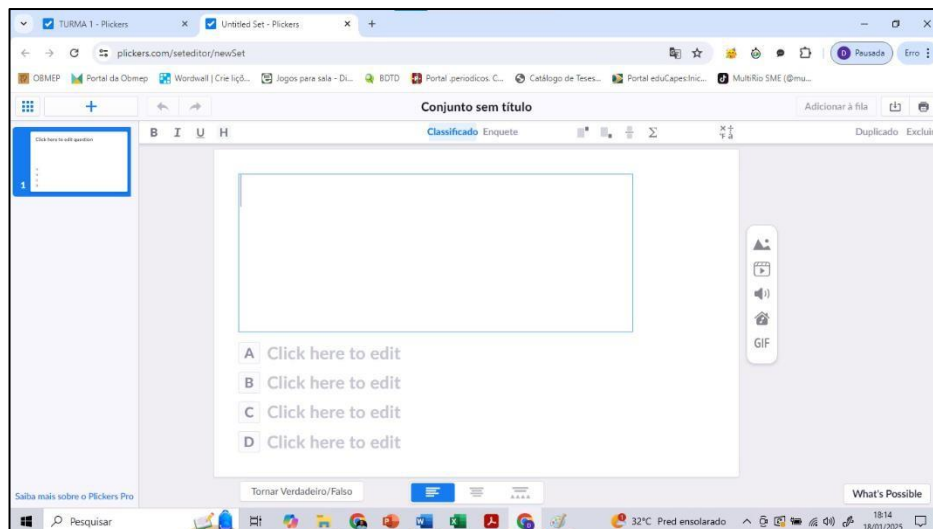 TURMA 1 - Plickers
Untitled Set - Plickers
plickers.com/seteditor/newSet
Pausada
Erro
OBMEP
Portal da Obmep
Wordwall | Crie liçõ...
Jogos para sala - Di...
BDTD
Portal .periodicos. C...
Catálogo de Teses...
Portal eduCapes:Inic...
MultiRio SME (@mu...
Conjunto sem título
Adicionar à fila
B I U H
Classificado Enquete
Duplicado Excluir
Click here to edit question
1
A Click here to edit
B Click here to edit
C Click here to edit
D Click here to edit
GIF
Saiba mais sobre o Plickers Pro
Tornar Verdadeiro/Falso
What's Possible
Pesquisar
32°C Pred ensolarado
18:14
18/01/2025